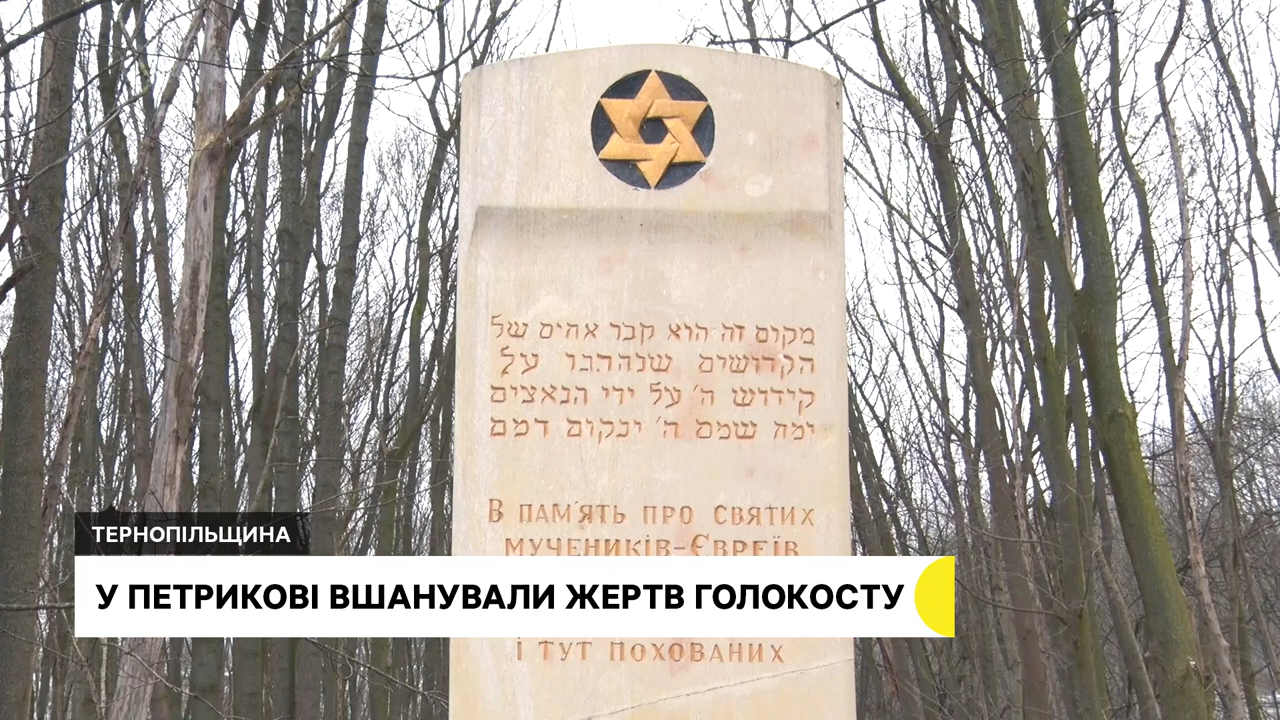 מקום זה הוא קבר אחים של
הקדושים שנהרגו על
קידוש ה׳ על ידי הנאצים
ימח שמם ה׳ ינקום דמם
В ПАМ'ЯТЬ ПРО СВЯТИХ
МУЧЕНИКІВ-ЄВРЕЇВ
ТЕРНОПІЛЬЩИНА
У ПЕТРИКОВІ ВШАНУВАЛИ ЖЕРТВ ГОЛОКОСТУ
І ТУТ ПОХОВАНИХ